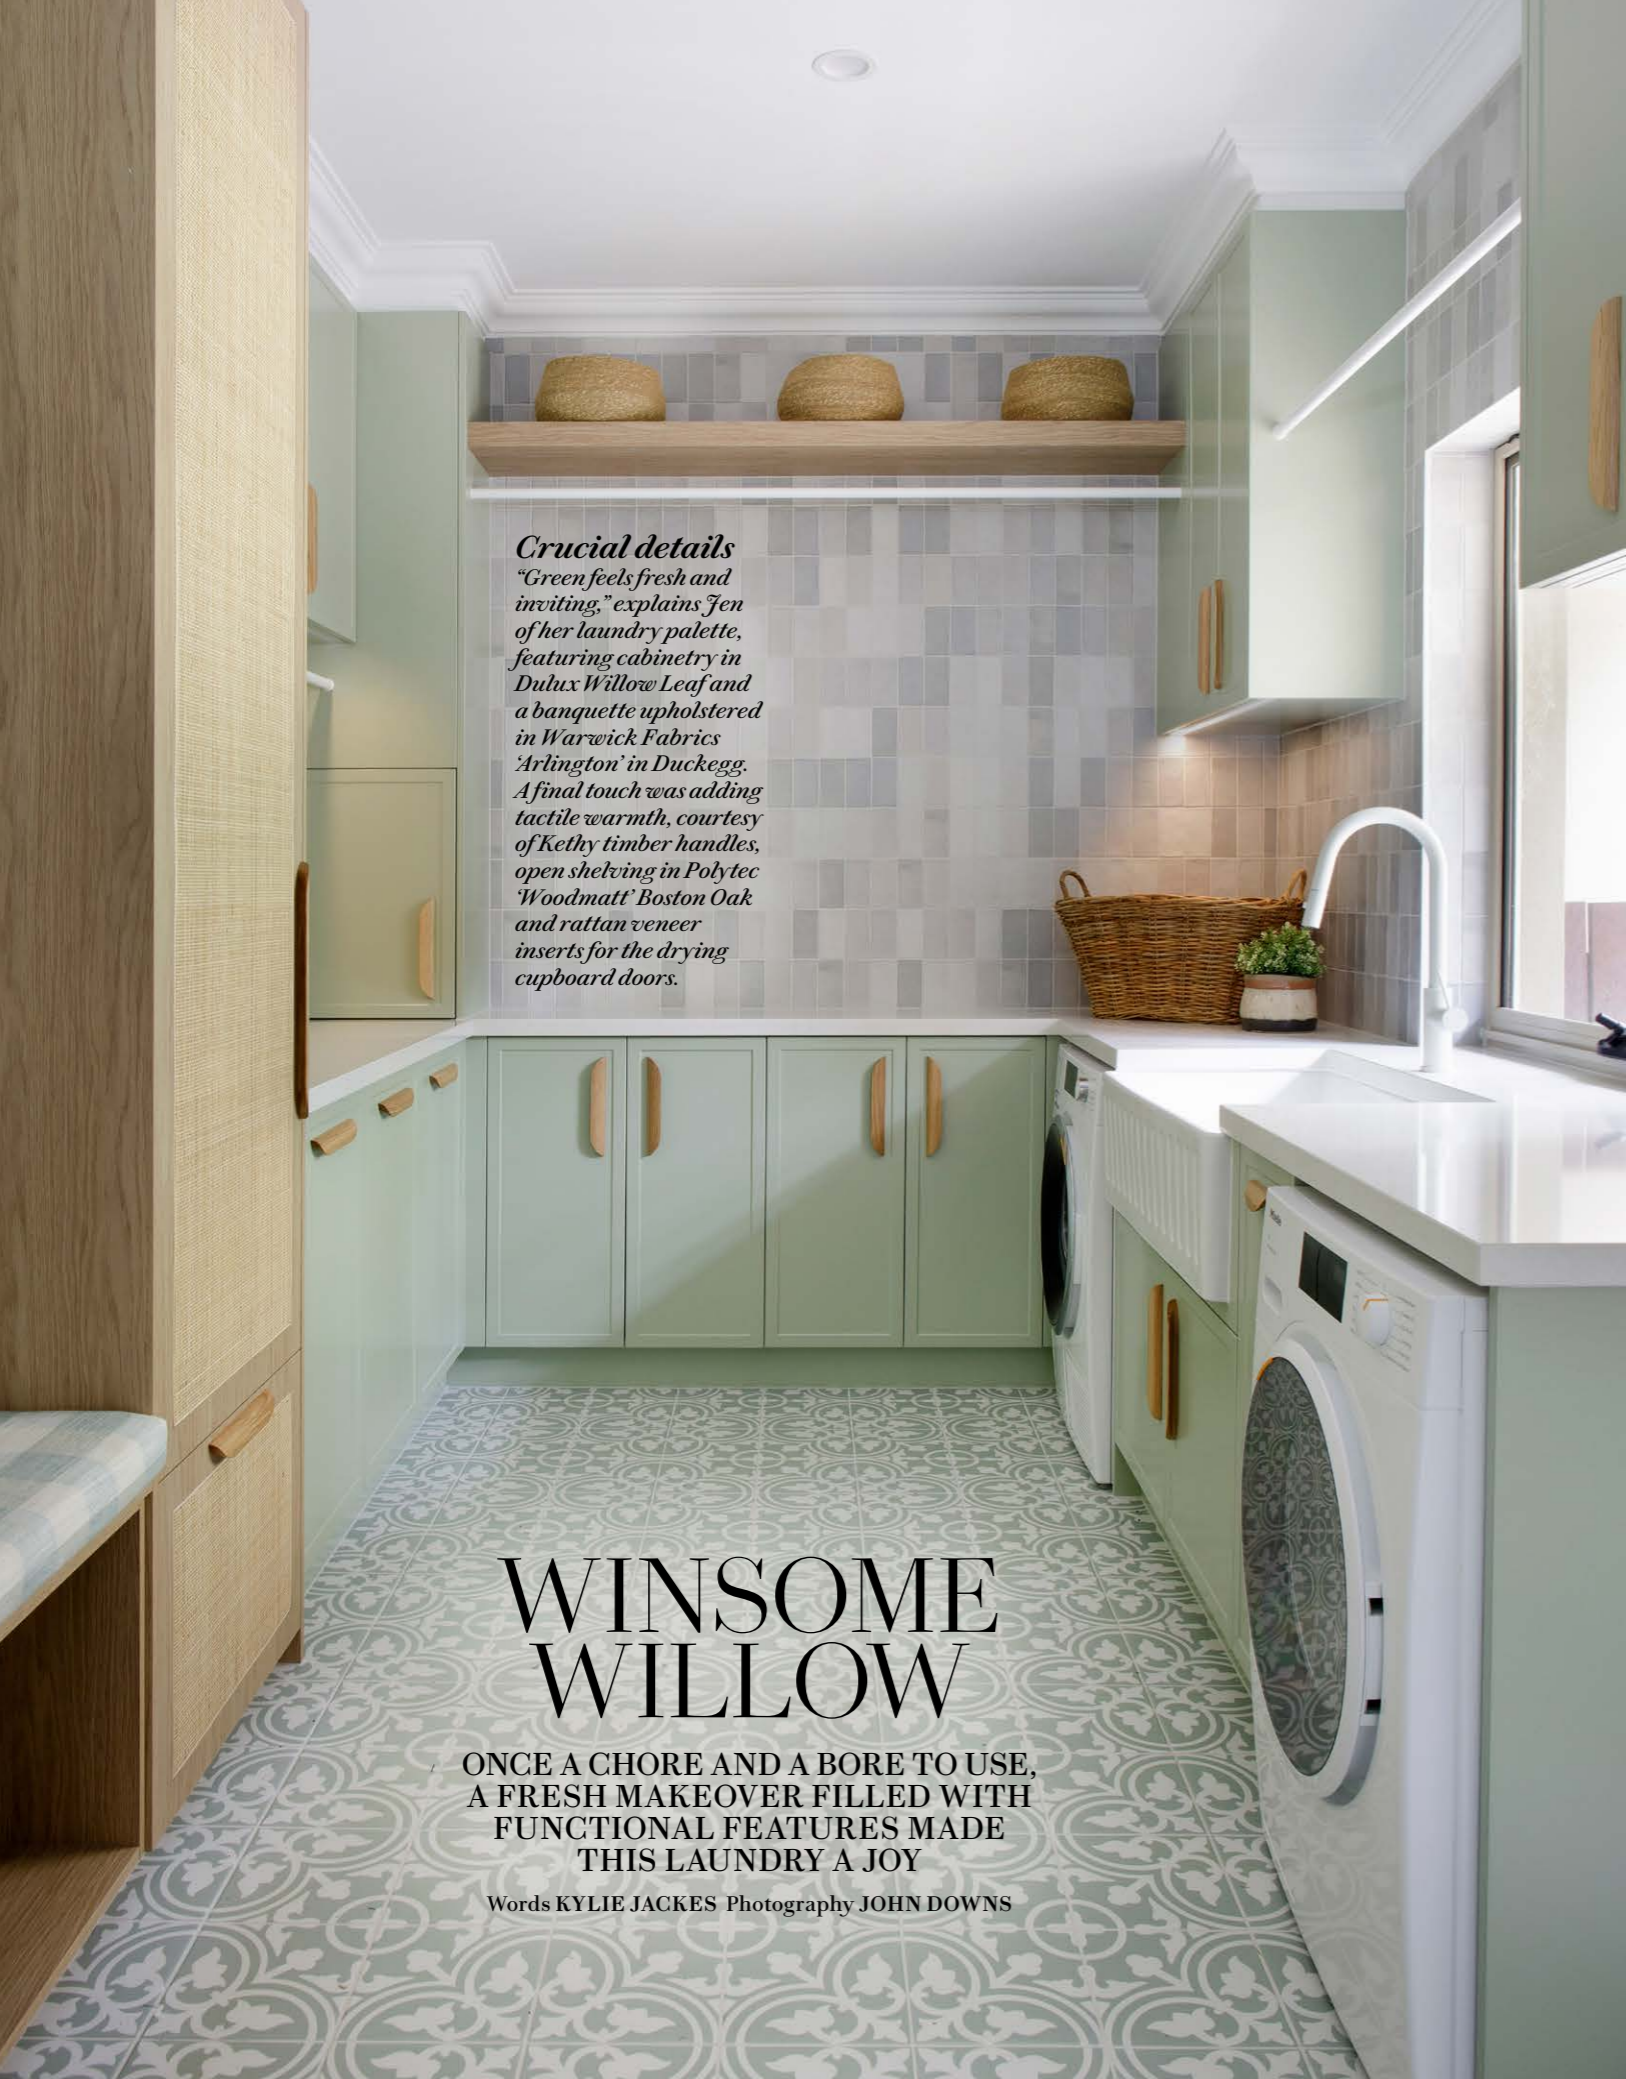 Crucial details
“Green feels fresh and
inviting,” explains Jen
of her laundry palette,
featuring cabinetry in
Dulux Willow Leaf and
a banquette upholstered
in Warwick Fabrics
‘Arlington’ in Duckegg.
A final touch was adding
tactile warmth, courtesy
of Kethy timber handles,
open shelving in Polytec
‘Woodmatt’ Boston Oak
and rattan veneer
inserts for the drying
cupboard doors.
Miele
WINSOME
WILLOW
ONCE A CHORE AND A BORE TO USE,
A FRESH MAKEOVER FILLED WITH
FUNCTIONAL FEATURES MADE
THIS LAUNDRY A JOY
Words KYLIE JACKES Photography JOHN DOWNS